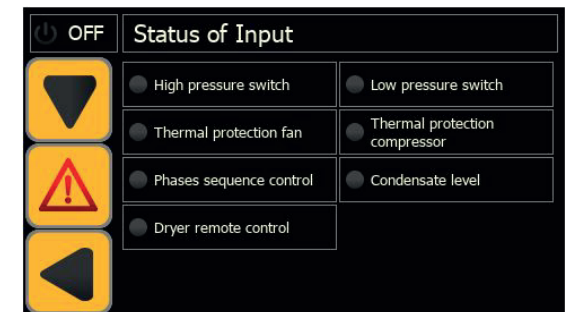 OFF
Status of Input
High pressure switch
Low pressure switch
Thermal protection fan
Thermal protection
compressor
Phases sequence control
Condensate level
Dryer remote control